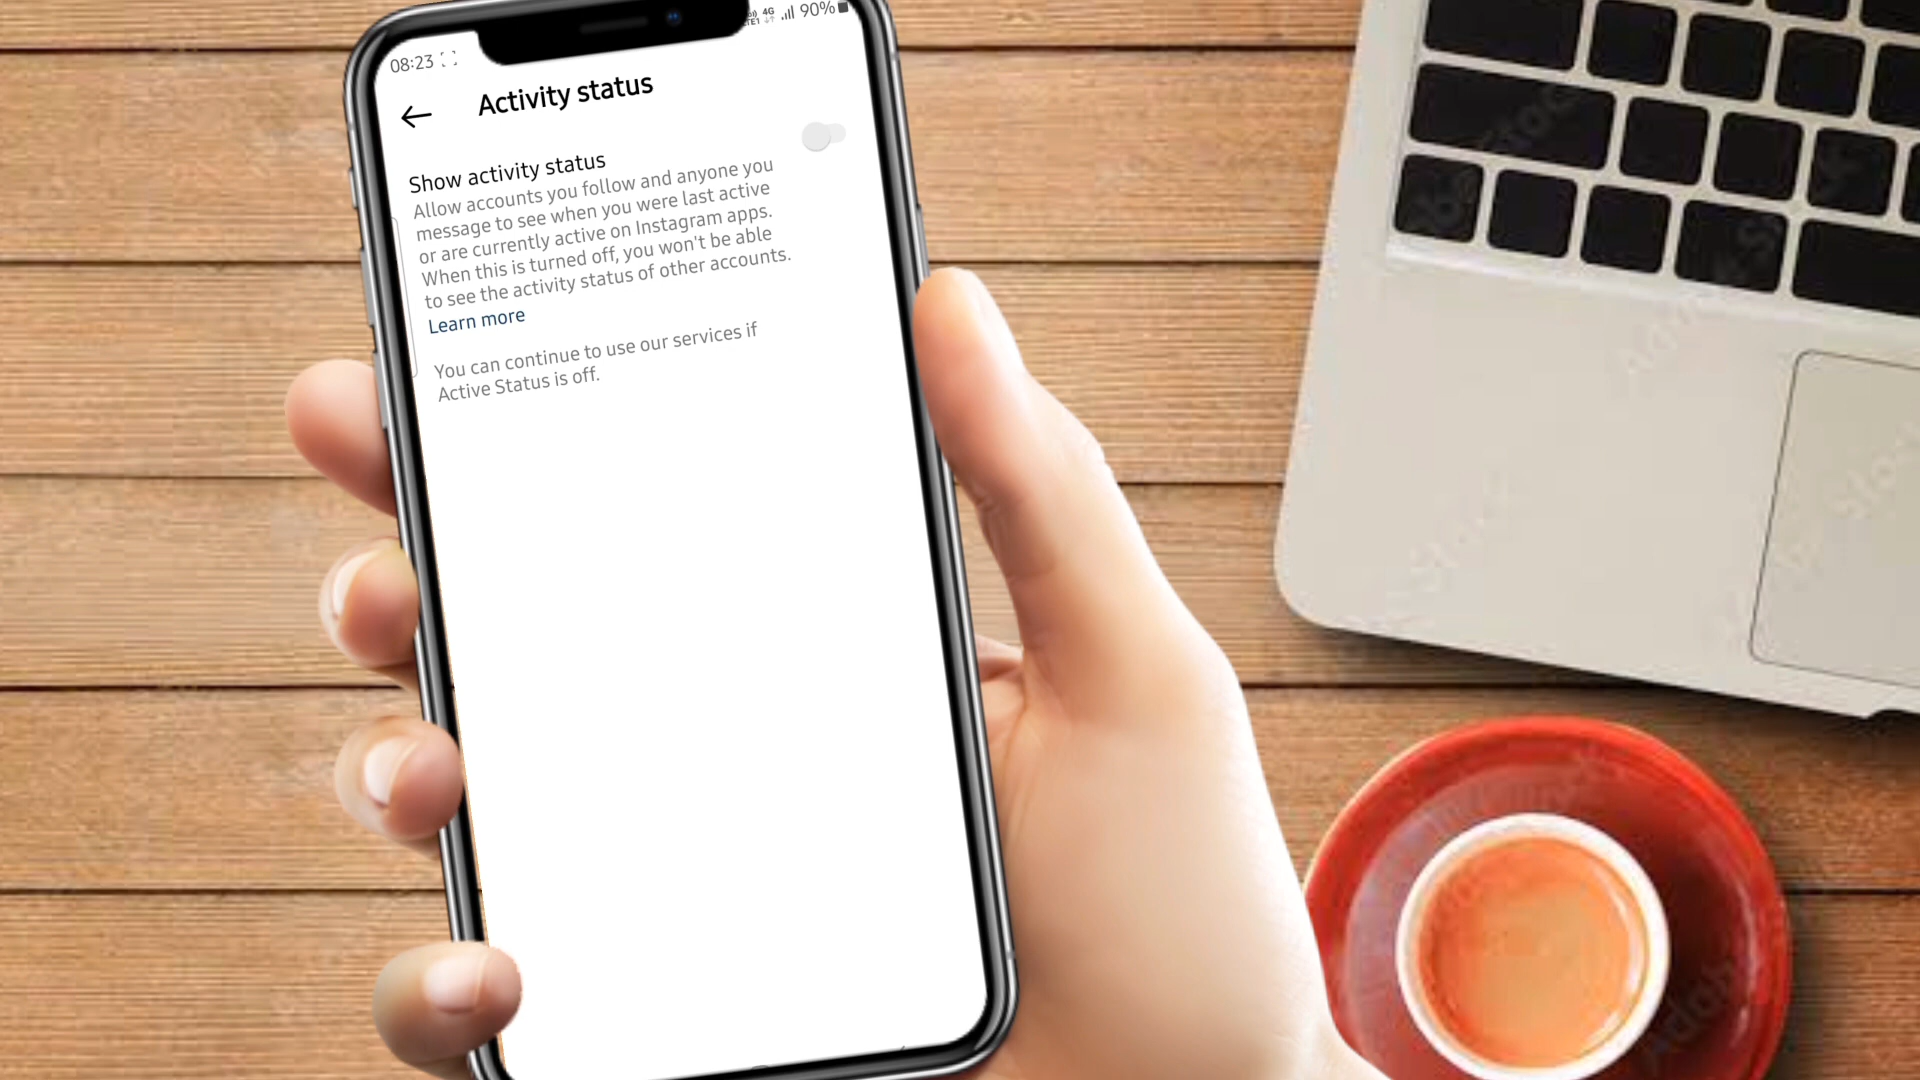 08:23
4G 90%
Activity status
Show activity status
Allow accounts you follow and anyone you
message to see when you were last active
or are currently active on Instagram apps.
When this is turned off, you won't be able
to see the activity status of other accounts.
Learn more
You can continue to use our services if
Active Status is off.